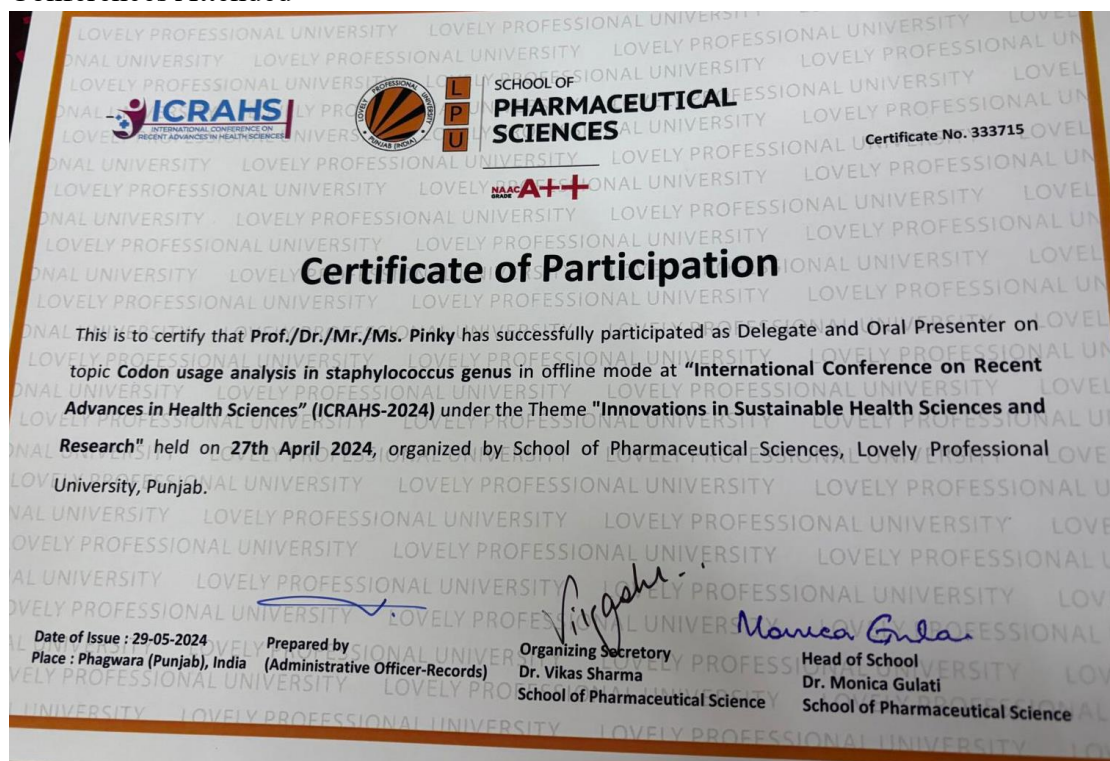 ICRAHS
INTERNATIONAL CONFERENCE ON
RECENT ADVANCES IN HEALTH SCIENCES
LOVELY PROFESSIONAL UNIVERSITY
PUNJAB (INDIA)
L
P
U
SCHOOL OF
PHARMACEUTICAL
SCIENCES
Certificate No. 333715
NAAC
GRADE
A++
Certificate of Participation
This is to certify that Prof./Dr./Mr./Ms. Pinky has successfully participated as Delegate and Oral Presenter on
topic Codon usage analysis in staphylococcus genus in offline mode at “International Conference on Recent
Advances in Health Sciences” (ICRAHS-2024) under the Theme "Innovations in Sustainable Health Sciences and
Research" held on 27th April 2024, organized by School of Pharmaceutical Sciences, Lovely Professional
University, Punjab.
Monica Gulati
Date of Issue : 29-05-2024
Place : Phagwara (Punjab), India
Prepared by
(Administrative Officer-Records)
Organizing Secretary
Dr. Vikas Sharma
School of Pharmaceutical Science
Head of School
Dr. Monica Gulati
School of Pharmaceutical Science